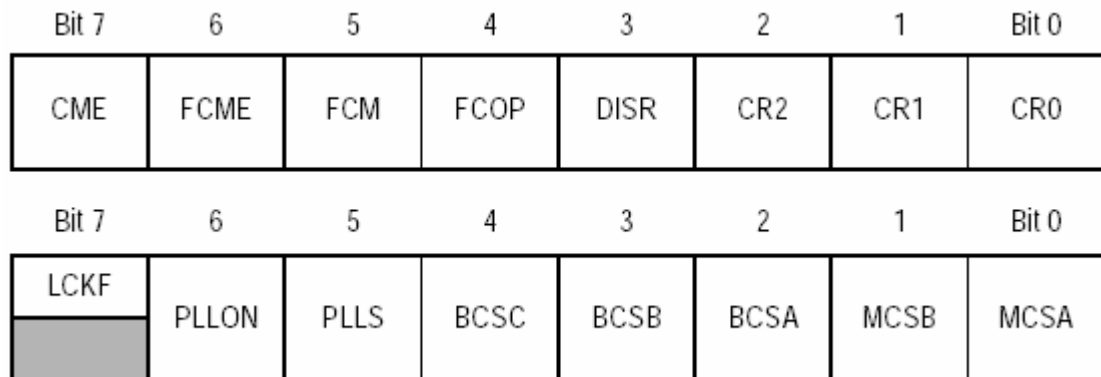 Bit 7 6 5 4 3 2 1 Bit 0
CME FCME FCM FCOP DISR CR2 CR1 CR0
Bit 7 6 5 4 3 2 1 Bit 0
LCKF PLLON PLLS BCSC BCSB BCSA MCSB MCSA